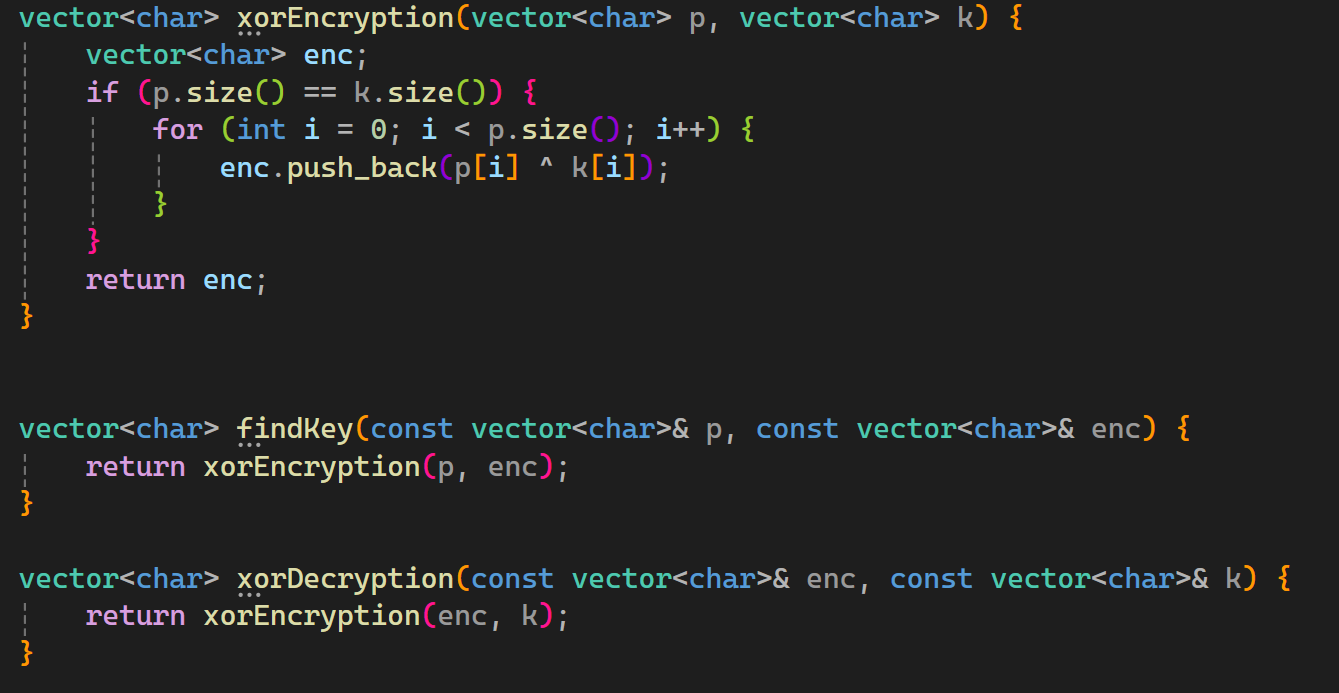 vector<char> xorEncryption(vector<char> p, vector<char> k) {
    vector<char> enc;
    if (p.size() == k.size()) {
        for (int i = 0; i < p.size(); i++) {
            enc.push_back(p[i] ^ k[i]);
        }
    }
    return enc;
}
vector<char> findKey(const vector<char>& p, const vector<char>& enc) {
    return xorEncryption(p, enc);
}
vector<char> xorDecryption(const vector<char>& enc, const vector<char>& k) {
    return xorEncryption(enc, k);
}